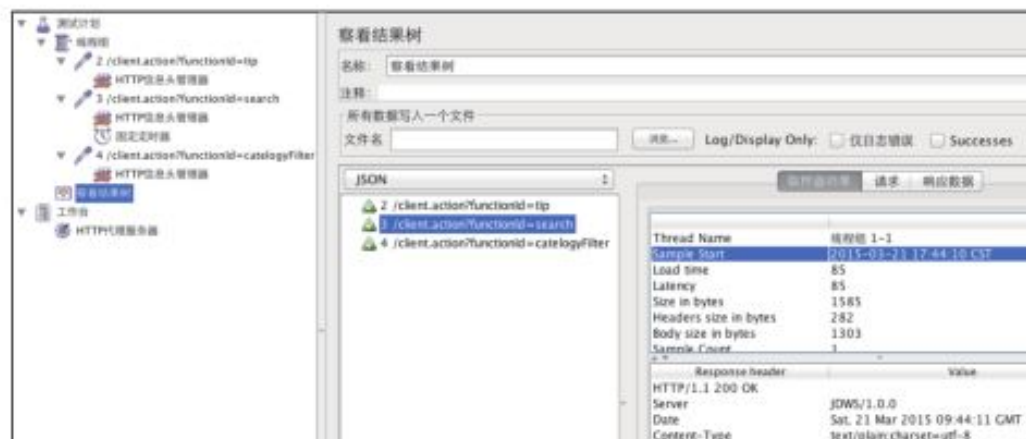 测试计划
线程组
2 /client.action?functionId=tip
HTTP信息头管理器
3 /client.action?functionId=search
HTTP信息头管理器
固定定时器
4 /client.action?functionId=catelogyFilter
HTTP信息头管理器
察看结果树
工作台
HTTP代理服务器
察看结果树
名称: 察看结果树
注释:
所有数据写入一个文件
文件名 浏览... Log/Display Only: 仅日志错误 Successes
JSON
2 /client.action?functionId=tip
3 /client.action?functionId=search
4 /client.action?functionId=catelogyFilter
取样器结果 请求 响应数据
Thread Name 线程组 1-1
Sample Start 2015-03-21 17:44:10 CST
Load time 85
Latency 85
Size in bytes 1585
Headers size in bytes 282
Body size in bytes 1303
Sample Count 1
Response header Value
HTTP/1.1 200 OK
Server JDWS/1.0.0
Date Sat, 21 Mar 2015 09:44:11 GMT
Content-Type text/plain;charset=utf-8